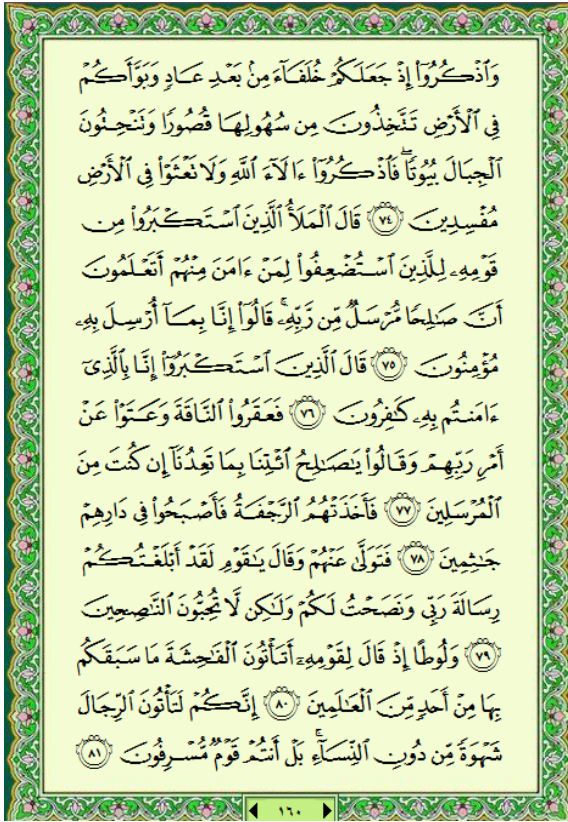 وَٱذْكُرُوٓا۟ إِذْ جَعَلَكُمْ خُلَفَآءَ مِنۢ بَعْدِ عَادٍ وَبَوَّأَكُمْ
فِى ٱلْأَرْضِ تَتَّخِذُونَ مِن سُهُولِهَا قُصُورًا وَتَنْحِتُونَ
ٱلْجِبَالَ بُيُوتًا ۖ فَٱذْكُرُوٓا۟ ءَالَآءَ ٱللَّهِ وَلَا تَعْثَوْا۟ فِى ٱلْأَرْضِ
مُفْسِدِينَ ﴿٧٤﴾ قَالَ ٱلْمَلَأُ ٱلَّذِينَ ٱسْتَكْبَرُوا۟ مِن
قَوْمِهِۦ لِلَّذِينَ ٱسْتُضْعِفُوا۟ لِمَنْ ءَامَنَ مِنْهُمْ أَتَعْلَمُونَ
أَنَّ صَٰلِحًا مُّرْسَلٌ مِّن رَّبِّهِۦ ۚ قَالُوٓا۟ إِنَّا بِمَآ أُرْسِلَ بِهِۦ
مُؤْمِنُونَ ﴿٧٥﴾ قَالَ ٱلَّذِينَ ٱسْتَكْبَرُوٓا۟ إِنَّا بِٱلَّذِىٓ
ءَامَنتُم بِهِۦ كَٰفِرُونَ ﴿٧٦﴾ فَعَقَرُوا۟ ٱلنَّاقَةَ وَعَتَوْا۟ عَنْ
أَمْرِ رَبِّهِمْ وَقَالُوا۟ يَٰصَٰلِحُ ٱئْتِنَا بِمَا تَعِدُنَآ إِن كُنتَ مِنَ
ٱلْمُرْسَلِينَ ﴿٧٧﴾ فَأَخَذَتْهُمُ ٱلرَّجْفَةُ فَأَصْبَحُوا۟ فِى دَارِهِمْ
جَٰثِمِينَ ﴿٧٨﴾ فَتَوَلَّىٰ عَنْهُمْ وَقَالَ يَٰقَوْمِ لَقَدْ أَبْلَغْتُكُمْ
رِسَالَةَ رَبِّى وَنَصَحْتُ لَكُمْ وَلَٰكِن لَّا تُحِبُّونَ ٱلنَّٰصِحِينَ
﴿٧٩﴾ وَلُوطًا إِذْ قَالَ لِقَوْمِهِۦٓ أَتَأْتُونَ ٱلْفَٰحِشَةَ مَا سَبَقَكُم
بِهَا مِنْ أَحَدٍ مِّنَ ٱلْعَٰلَمِينَ ﴿٨٠﴾ إِنَّكُمْ لَتَأْتُونَ ٱلرِّجَالَ
شَهْوَةً مِّن دُونِ ٱلنِّسَآءِ ۚ بَلْ أَنتُمْ قَوْمٌ مُّسْرِفُونَ ﴿٨١﴾
١٦٠